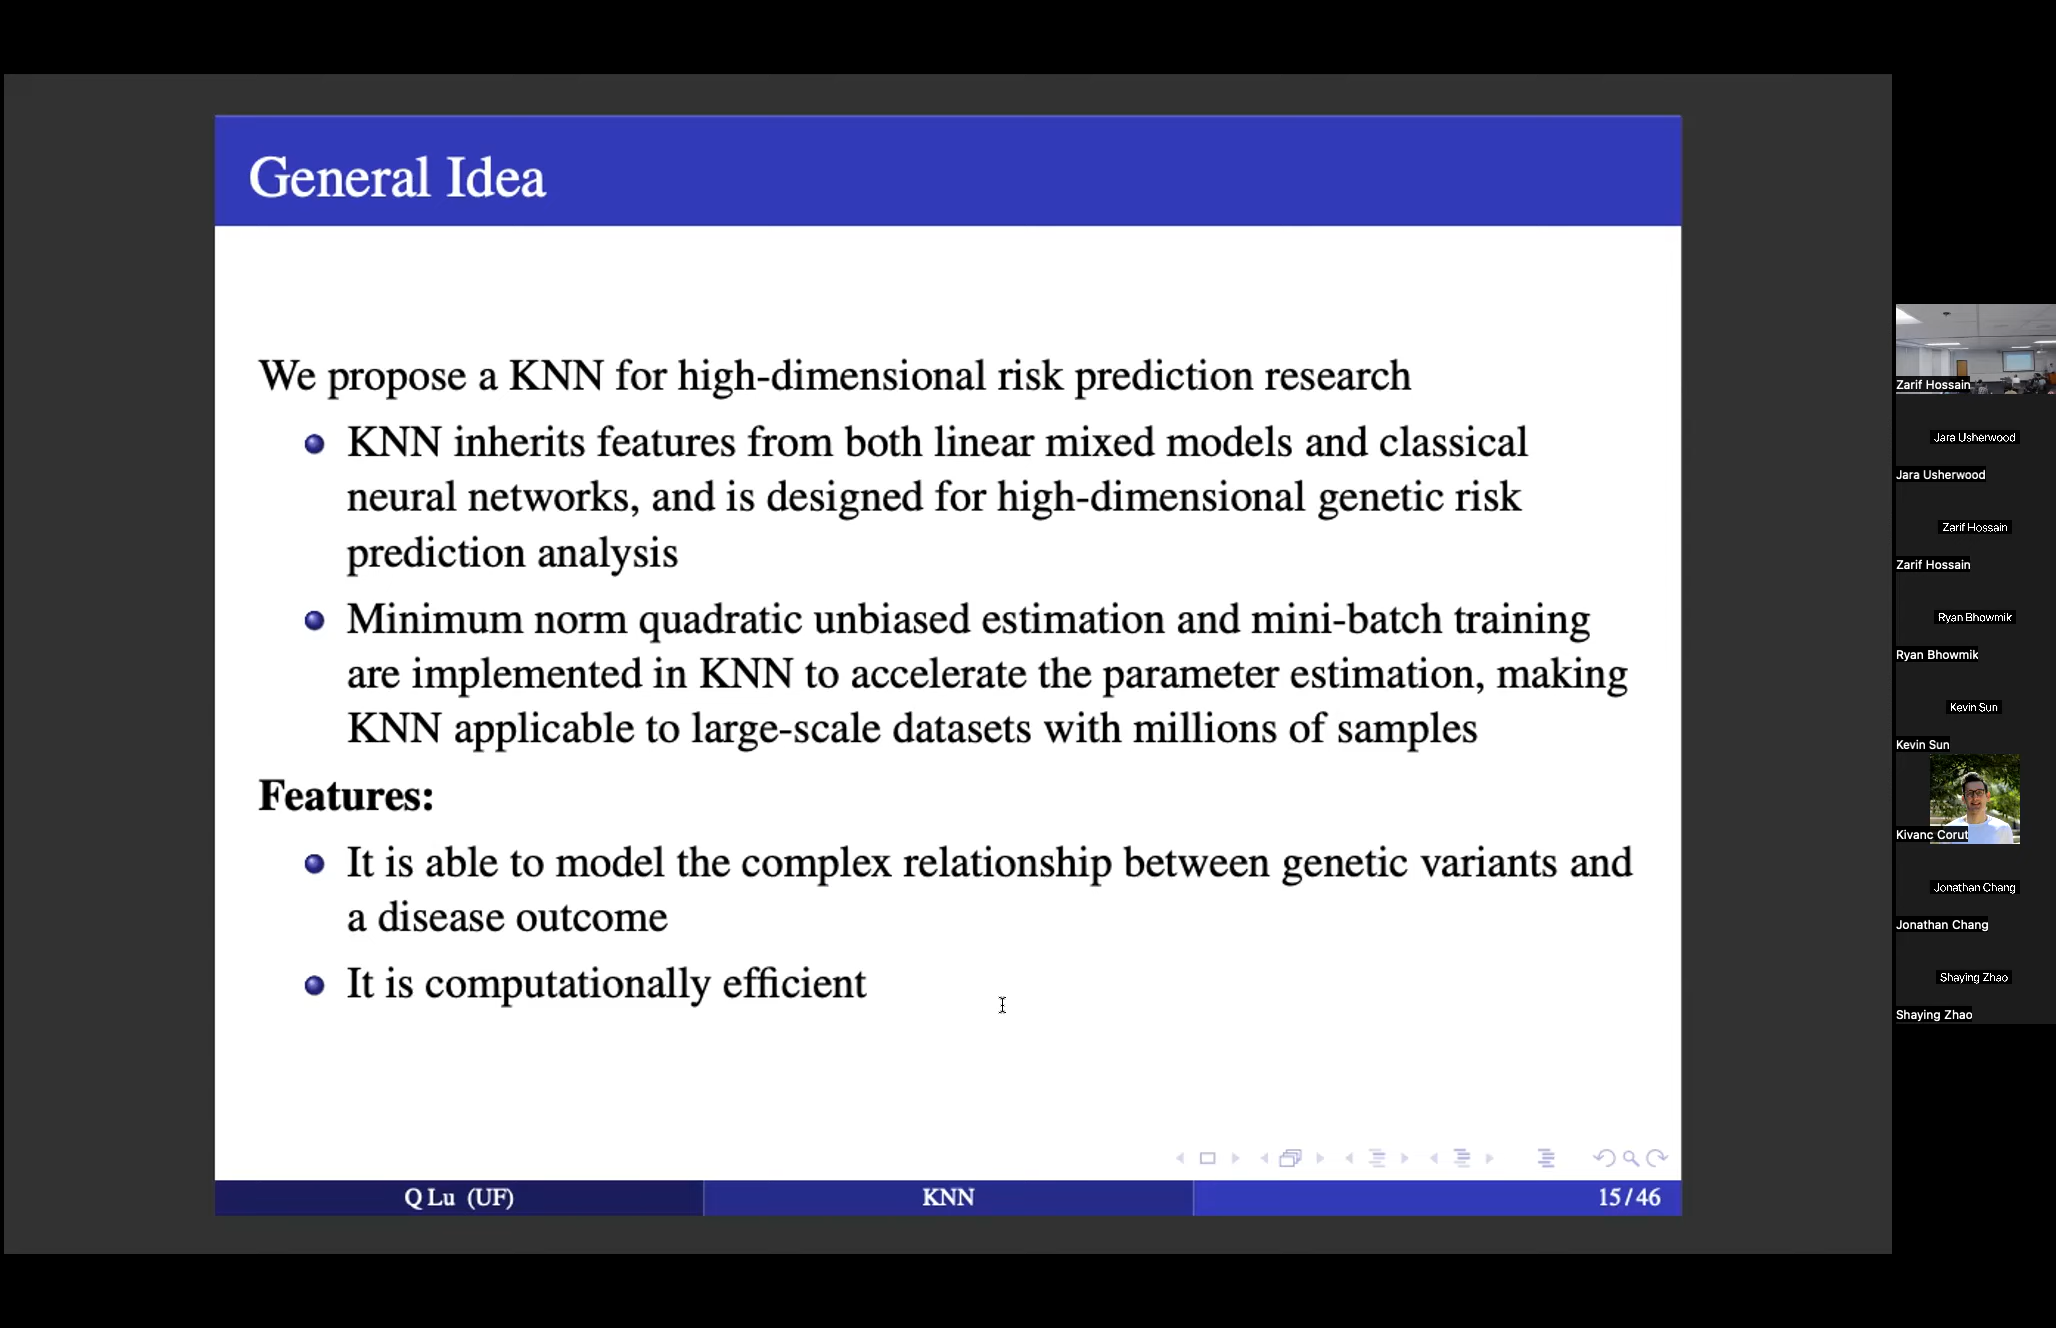 General Idea
We propose a KNN for high-dimensional risk prediction research
KNN inherits features from both linear mixed models and classical
neural networks, and is designed for high-dimensional genetic risk
prediction analysis
Minimum norm quadratic unbiased estimation and mini-batch training
are implemented in KNN to accelerate the parameter estimation, making
KNN applicable to large-scale datasets with millions of samples
Features:
It is able to model the complex relationship between genetic variants and
a disease outcome
It is computationally efficient
Q Lu (UF)
KNN
15 / 46
Zarif Hossain
Jara Usherwood
Jara Usherwood
Zarif Hossain
Zarif Hossain
Ryan Bhowmik
Ryan Bhowmik
Kevin Sun
Kevin Sun
Kivanc Corut
Jonathan Chang
Jonathan Chang
Shaying Zhao
Shaying Zhao